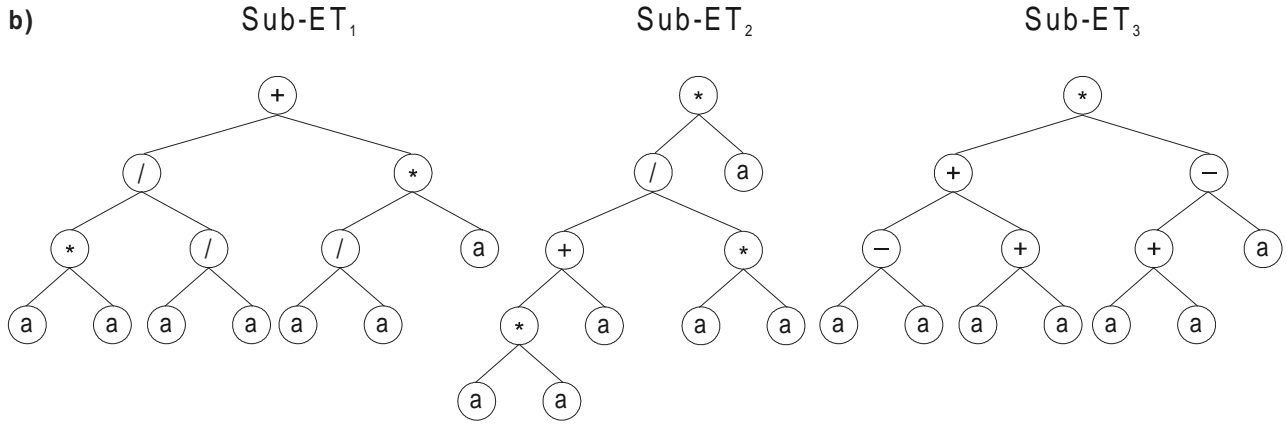 b) Sub-ET₁ Sub-ET₂ Sub-ET₃
+ * *
/ * / a + −
* / / a + * − + + a
a a a a a a * a a a a a a a a a
a a